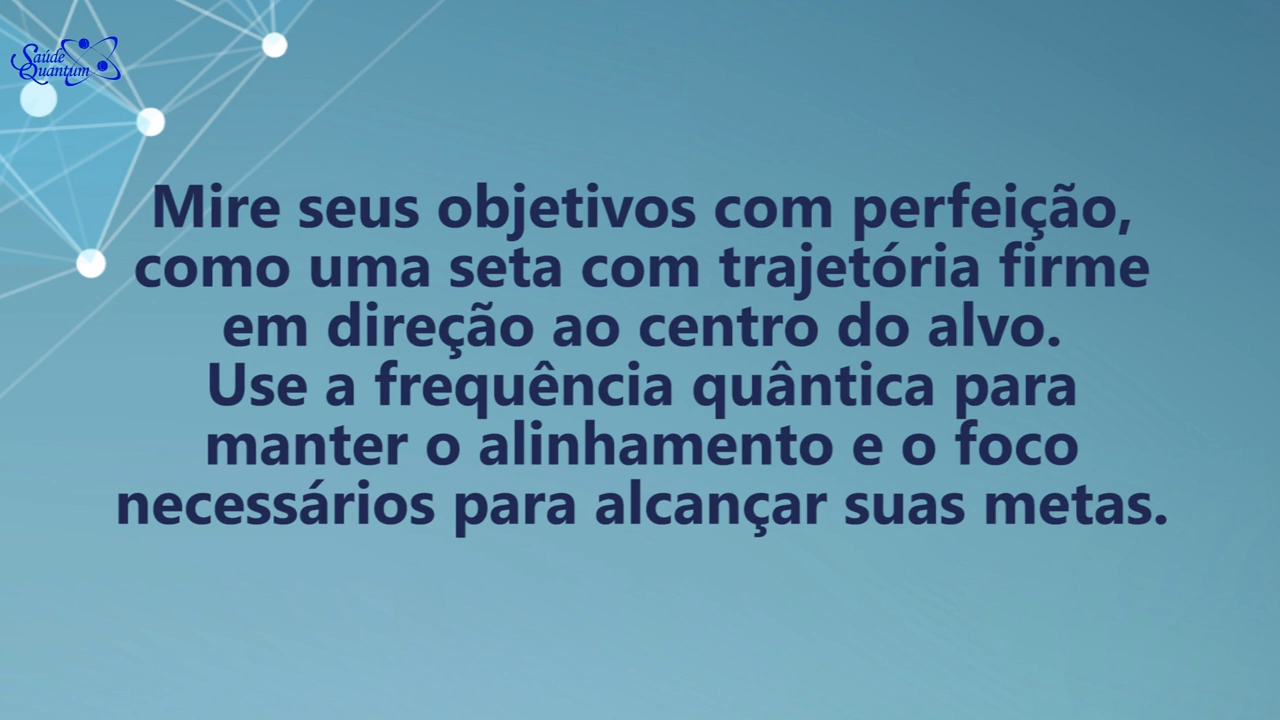 Saúde
Quantum
Mire seus objetivos com perfeição,
como uma seta com trajetória firme
em direção ao centro do alvo.
Use a frequência quântica para
manter o alinhamento e o foco
necessários para alcançar suas metas.